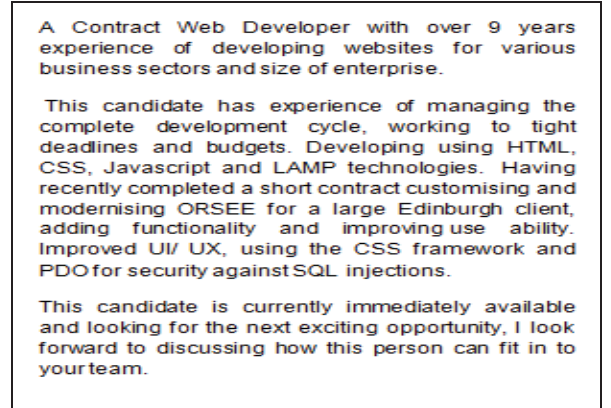 A Contract Web Developer with over 9 years
experience of developing websites for various
business sectors and size of enterprise.
This candidate has experience of managing the
complete development cycle, working to tight
deadlines and budgets. Developing using HTML,
CSS, Javascript and LAMP technologies. Having
recently completed a short contract customising and
modernising ORSEE for a large Edinburgh client,
adding functionality and improving use ability.
Improved UI/ UX, using the CSS framework and
PDO for security against SQL injections.
This candidate is currently immediately available
and looking for the next exciting opportunity, I look
forward to discussing how this person can fit in to
your team.